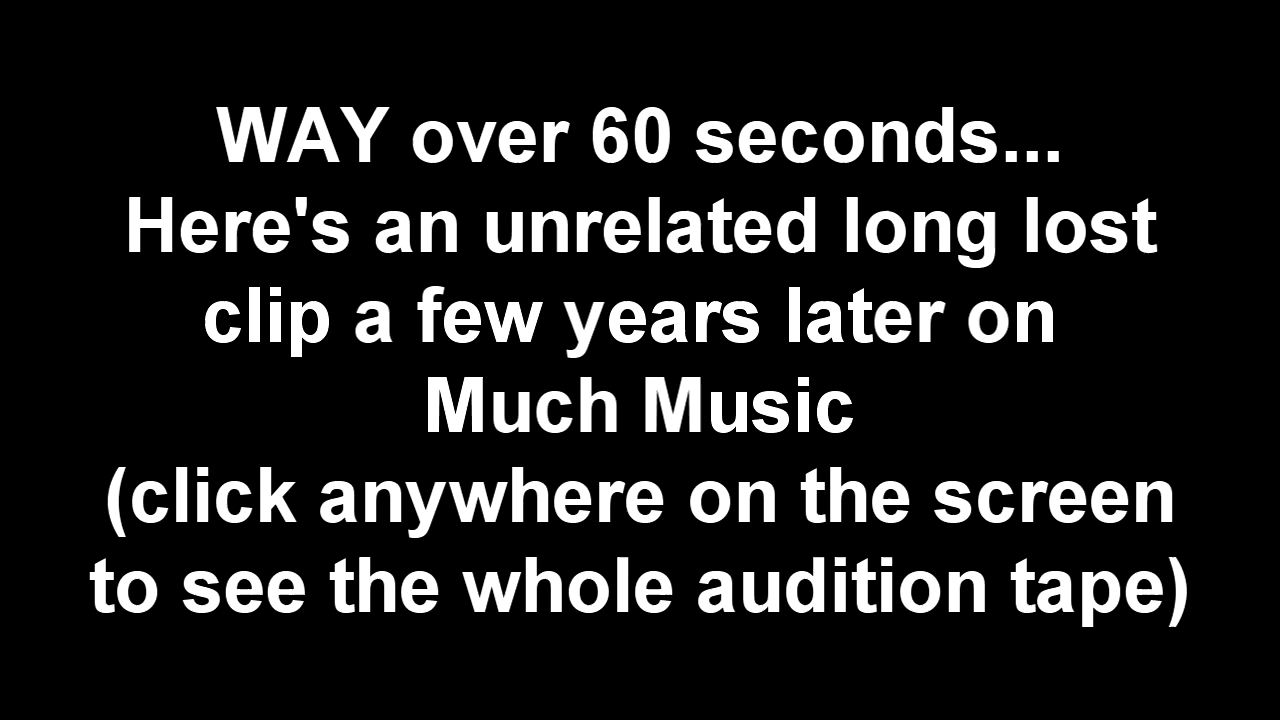 WAY over 60 seconds...
Here's an unrelated long lost
clip a few years later on
Much Music
(click anywhere on the screen
to see the whole audition tape)